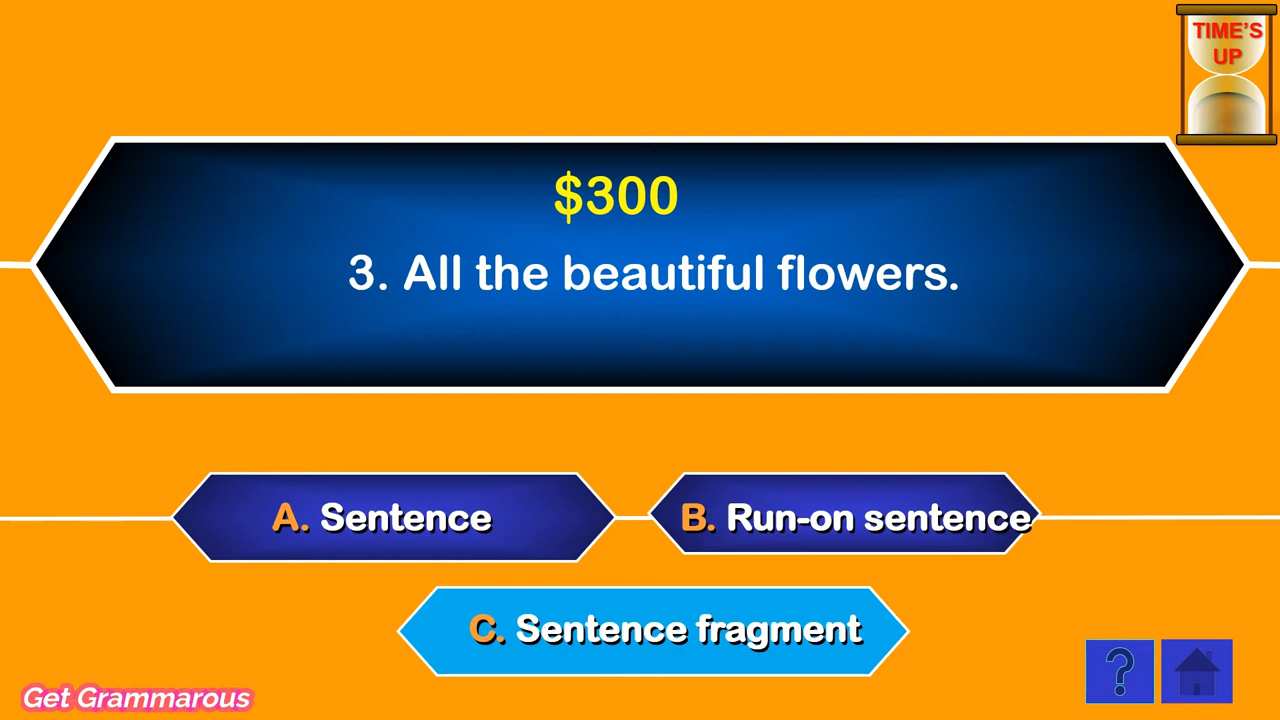 TIME'S
UP
$300
3. All the beautiful flowers.
A. Sentence
B. Run-on sentence
C. Sentence fragment
?
Get Grammarous